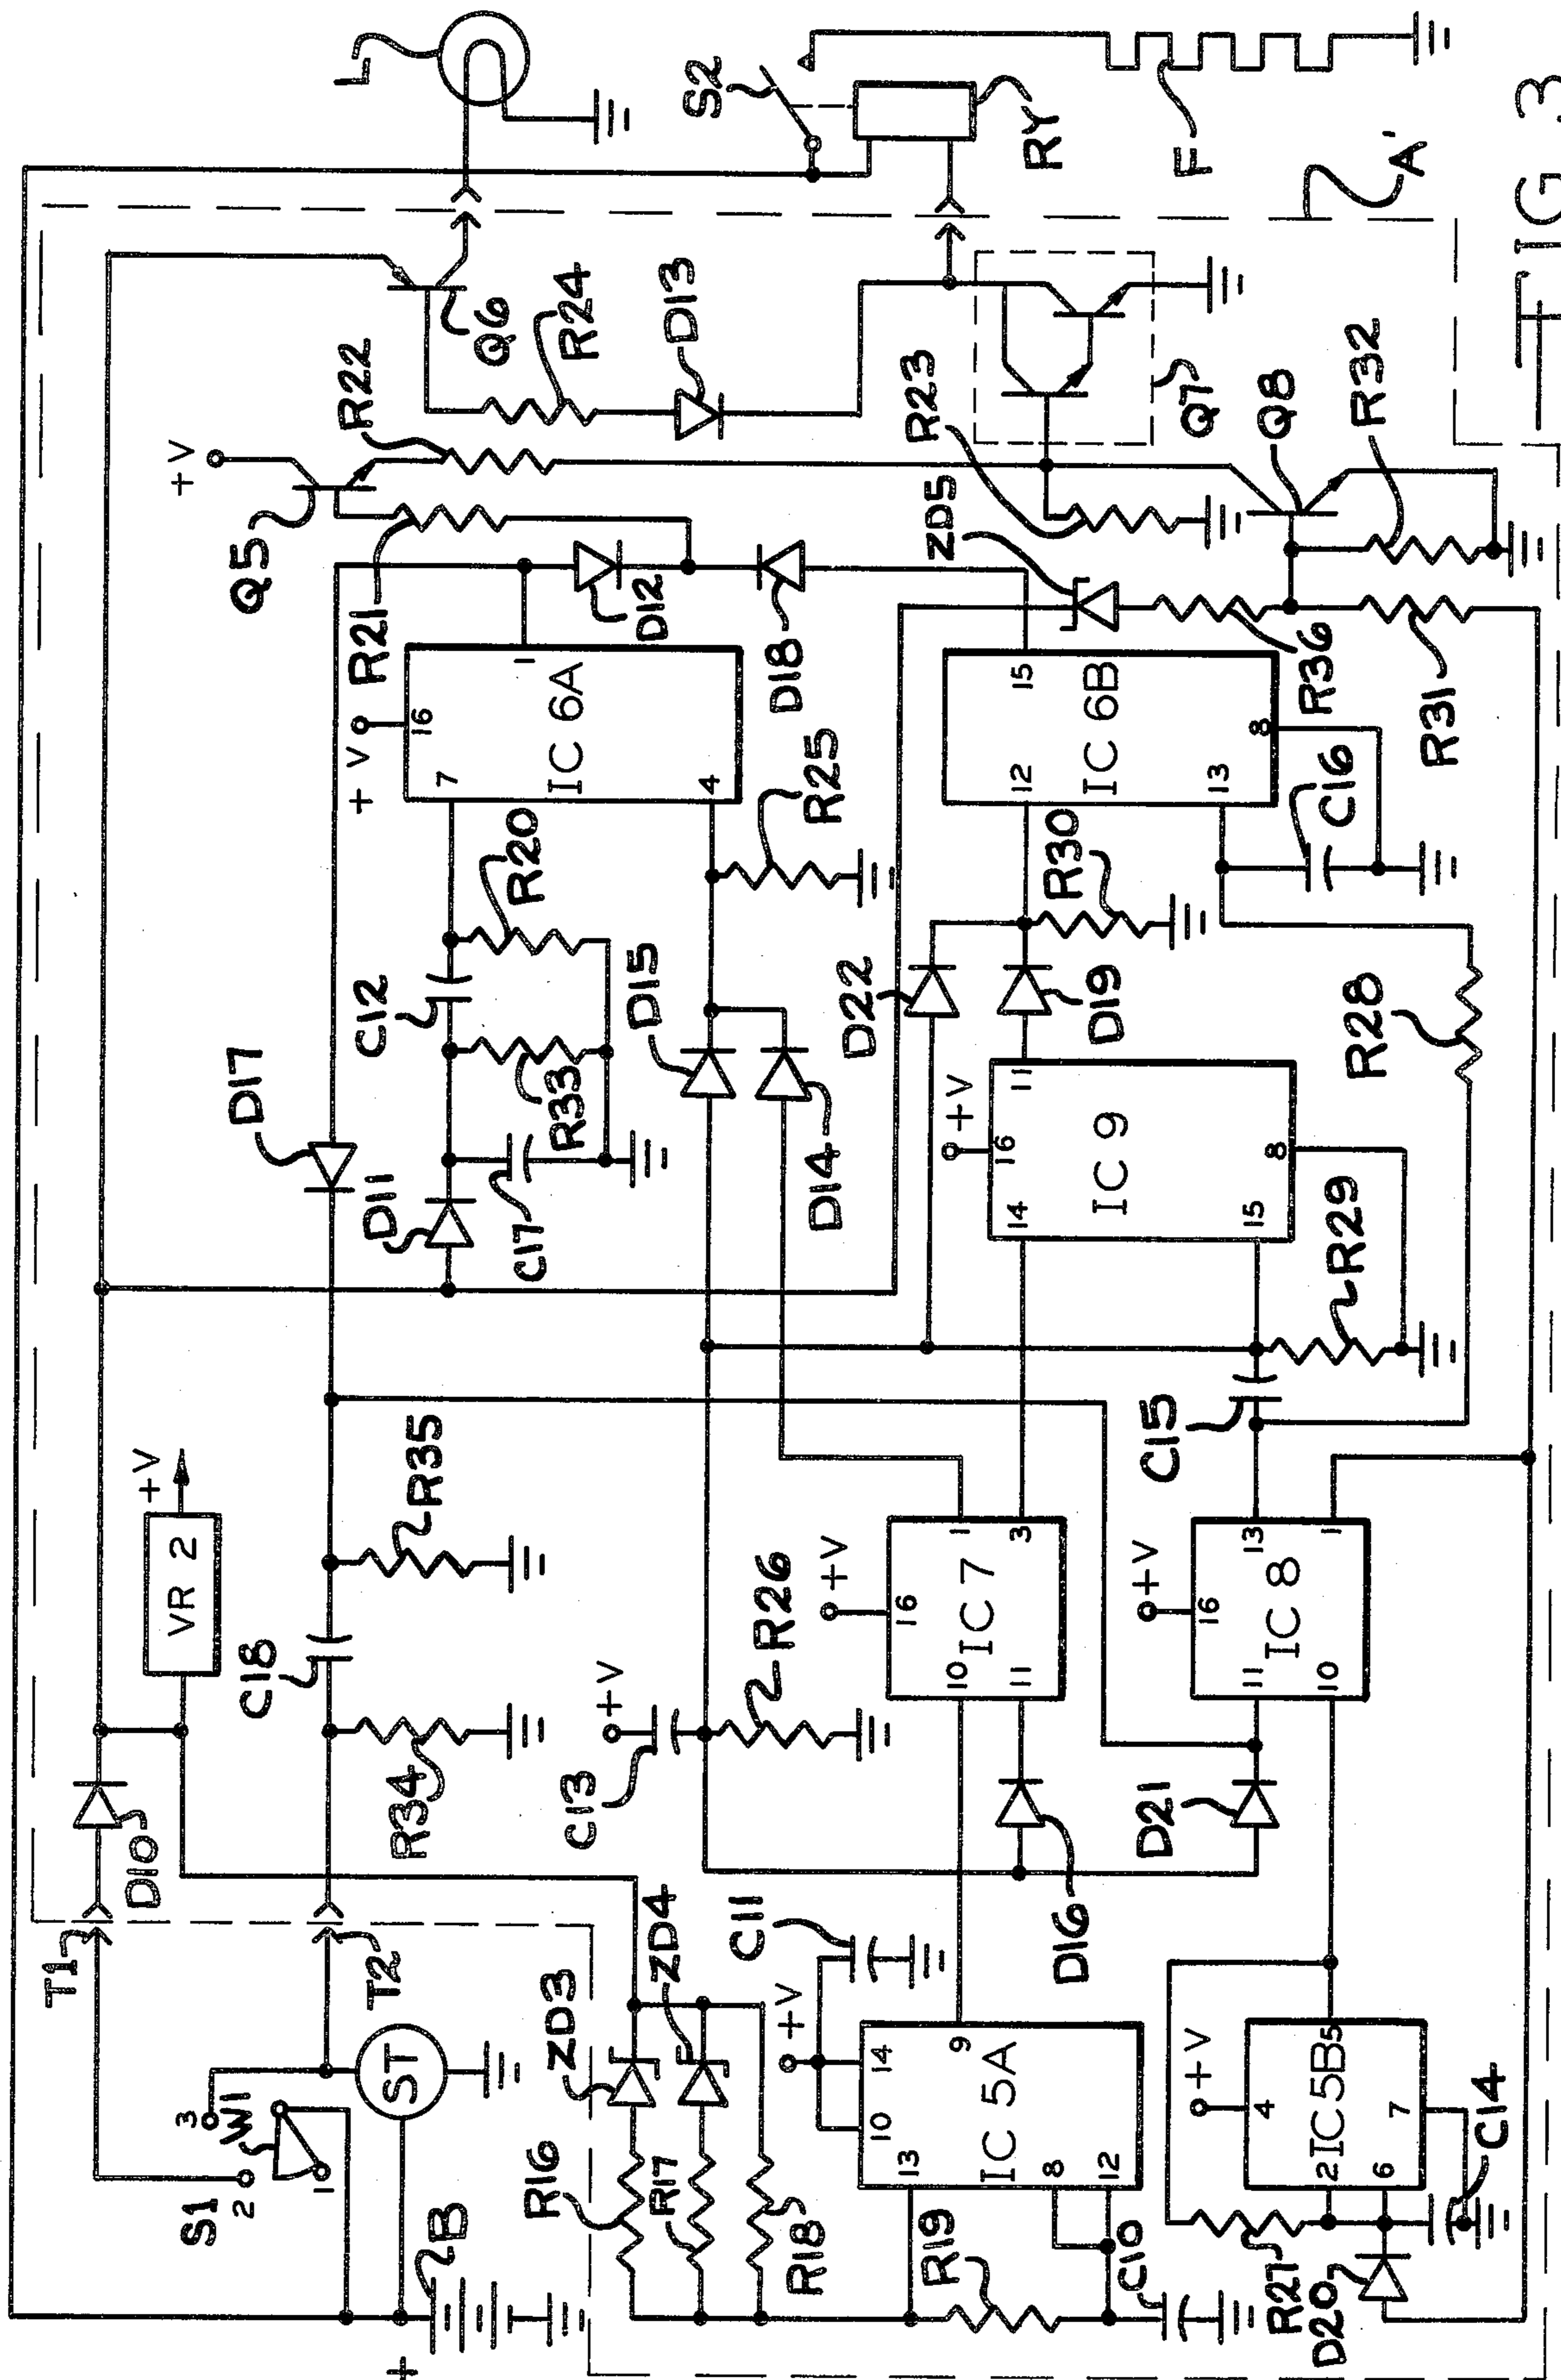 FIG 3
T1
D10
VR 2
+V
S1
W1
3
2
1
B
+
ST
T2
R34
C18
R35
D17
D11
C17
R33
C12
R20
+V
16
7
1
IC 6A
4
R25
D12
R21
Q5
+V
R22
Q6
R24
D13
L
S2
RY
F
A'
ZD3
ZD4
R16
R17
R18
C13
+V
R26
D15
D14
D18
D22
D19
R30
12
15
IC 6B
13
8
C16
ZD5
R23
Q7
Q8
R32
R36
R31
C11
+V
14
10
9
13
IC 5A
8
12
R19
C10
+V
16
10
1
IC 7
11
3
D16
D21
+V
16
14
11
IC 9
15
8
R29
R28
C15
+V
16
11
13
IC 8
10
1
+V
4
5
2
IC5B
6
7
C14
R27
D20